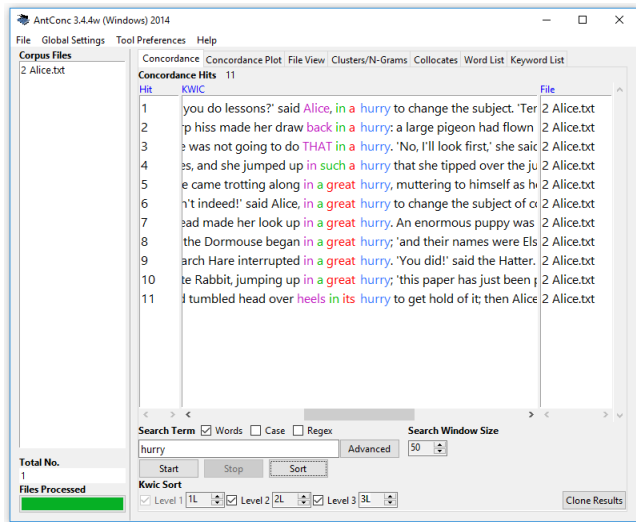 AntConc 3.4.4w (Windows) 2014
File Global Settings Tool Preferences Help
Corpus Files
2 Alice.txt
Concordance Concordance Plot File View Clusters/N-Grams Collocates Word List Keyword List
Concordance Hits 11
Hit KWIC File
1 you do lessons?' said Alice, in a hurry to change the subject. 'Ter 2 Alice.txt
2 rp hiss made her draw back in a hurry: a large pigeon had flown 2 Alice.txt
3 e was not going to do THAT in a hurry. 'No, I'll look first,' she said 2 Alice.txt
4 es, and she jumped up in such a hurry that she tipped over the ju 2 Alice.txt
5 e came trotting along in a great hurry, muttering to himself as he 2 Alice.txt
6 n't indeed!' said Alice, in a great hurry to change the subject of co 2 Alice.txt
7 ead made her look up in a great hurry. An enormous puppy was 2 Alice.txt
8 the Dormouse began in a great hurry; 'and their names were Els 2 Alice.txt
9 arch Hare interrupted in a great hurry. 'You did!' said the Hatter. 2 Alice.txt
10 te Rabbit, jumping up in a great hurry; 'this paper has just been p 2 Alice.txt
11 d tumbled head over heels in its hurry to get hold of it; then Alice 2 Alice.txt
Search Term Words Case Regex Search Window Size
hurry Advanced 50
Start Stop Sort
Total No.
1
Files Processed
Kwic Sort
Level 1 1L Level 2 2L Level 3 3L Clone Results